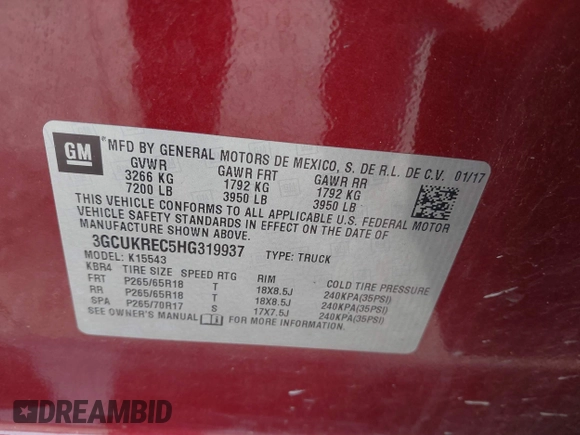 GM ® MFD BY GENERAL MOTORS DE MEXICO, S. DE R.L. DE C.V. 01/17
GVWR GAWR FRT GAWR RR
3266 KG 1792 KG 1792 KG
7200 LB 3950 LB 3950 LB
THIS VEHICLE CONFORMS TO ALL APPLICABLE U.S. FEDERAL MOTOR
VEHICLE SAFETY STANDARDS IN EFFECT ON THE DATE OF
MANUFACTURE SHOWN ABOVE.
3GCUKREC5HG319937 TYPE: TRUCK
MODEL: K15543
KBR4 TIRE SIZE SPEED RTG RIM COLD TIRE PRESSURE
FRT P265/65R18 T 18X8.5J 240KPA(35PSI)
RR P265/65R18 T 18X8.5J 240KPA(35PSI)
SPA P265/70R17 S 17X7.5J 240KPA(35PSI)
SEE OWNER'S MANUAL FOR MORE INFORMATION.
DREAMBID